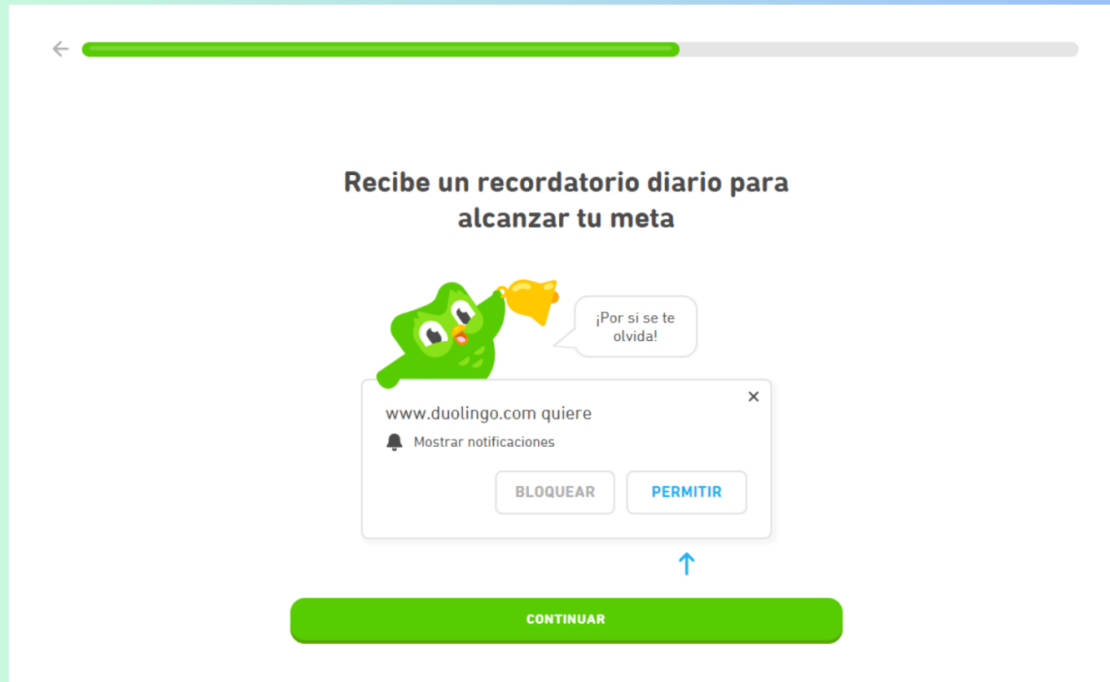 Recibe un recordatorio diario para
alcanzar tu meta
¡Por si se te
olvida!
www.duolingo.com quiere
Mostrar notificaciones
BLOQUEAR
PERMITIR
CONTINUAR